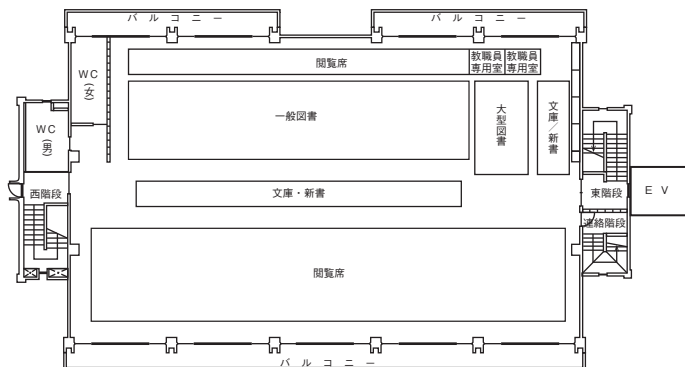 バルコニー
バルコニー
WC
(女)
閲覧席
教職員
専用室
教職員
専用室
WC
(男)
一般図書
大型図書
文庫／新書
西階段
文庫・新書
東階段
EV
連絡階段
閲覧席
バルコニー